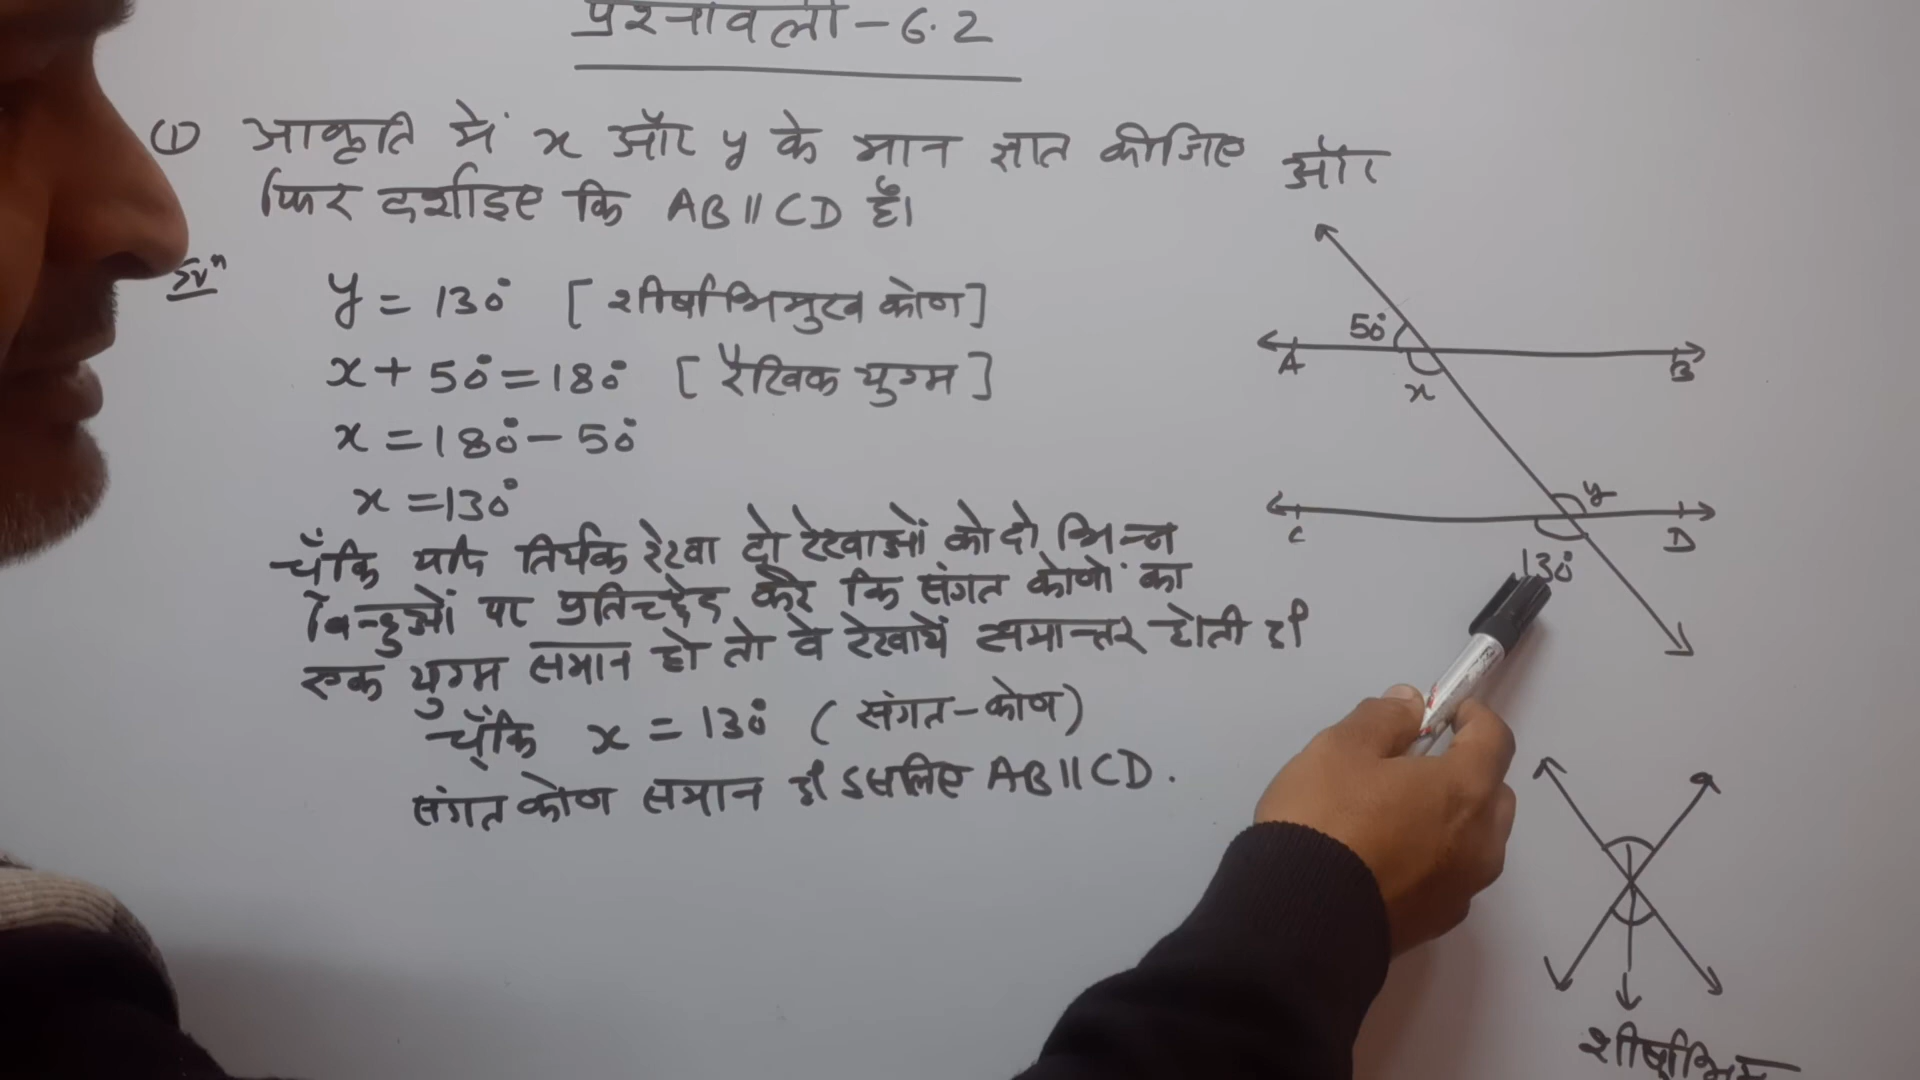 प्रश्नावली - 6.2
① आकृति में x और y के मान ज्ञात कीजिए और
फिर दर्शाइए कि AB || CD है।
Solⁿ
y = 130° [ शीर्षाभिमुख कोण ]
x + 50° = 180° [ रैखिक युग्म ]
x = 180° - 50°
x = 130°
चूँकि यदि तिर्यक रेखा दो रेखाओं को दो भिन्न
बिन्दुओं पर प्रतिच्छेद करे कि संगत कोणों का
एक युग्म समान हो तो वे रेखायें समान्तर होती हैं
चूँकि x = 130° ( संगत - कोण )
संगत कोण समान हैं इसलिए AB || CD .
50°
A
B
x
y
C
D
130°